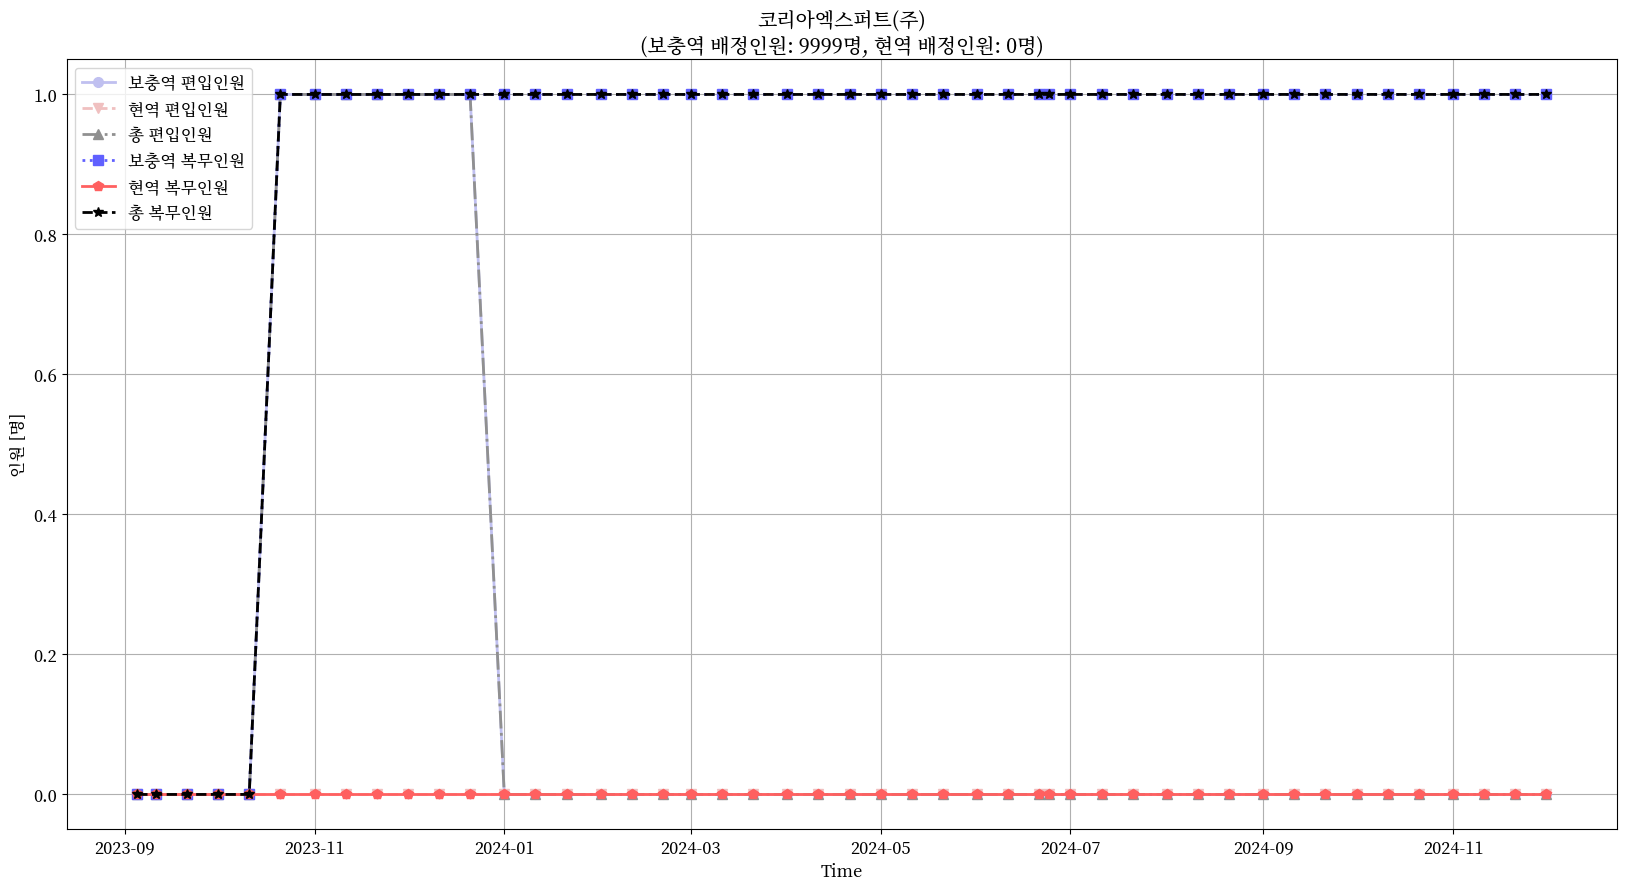 코리아엑스퍼트(주)
(보충역 배정인원: 9999명, 현역 배정인원: 0명)
보충역 편입인원
현역 편입인원
총 편입인원
보충역 복무인원
현역 복무인원
총 복무인원
1.0
0.8
0.6
0.4
0.2
0.0
인원 [명]
2023-09 2023-11 2024-01 2024-03 2024-05 2024-07 2024-09 2024-11
Time